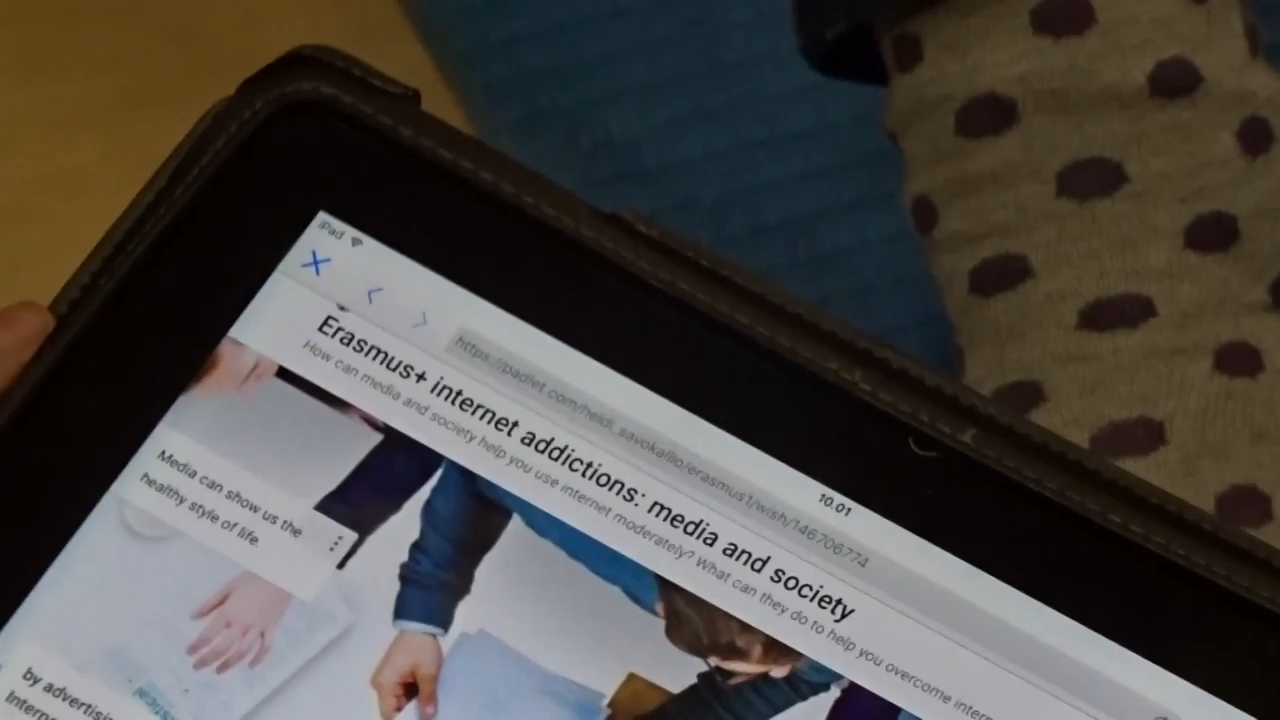 iPad
10.01
https://padlet.com/heidi_savokallio/erasmus1/wish/146706774
Erasmus+ internet addictions: media and society
How can media and society help you use internet moderately? What can they do to help you overcome
Media can show us the
healthy style of life.
by